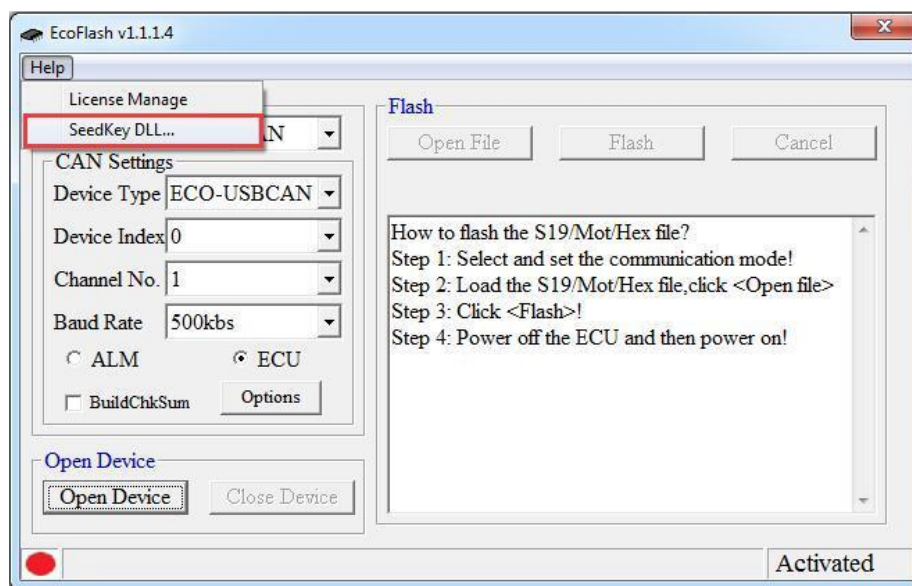 EcoFlash v1.1.1.4
Help
License Manage
SeedKey DLL...
AN
CAN Settings
Device Type ECO-USBCAN
Device Index 0
Channel No. 1
Baud Rate 500kbs
ALM ECU
BuildChkSum Options
Open Device
Open Device Close Device
Flash
Open File Flash Cancel
How to flash the S19/Mot/Hex file?
Step 1: Select and set the communication mode!
Step 2: Load the S19/Mot/Hex file,click <Open file>
Step 3: Click <Flash>!
Step 4: Power off the ECU and then power on!
Activated